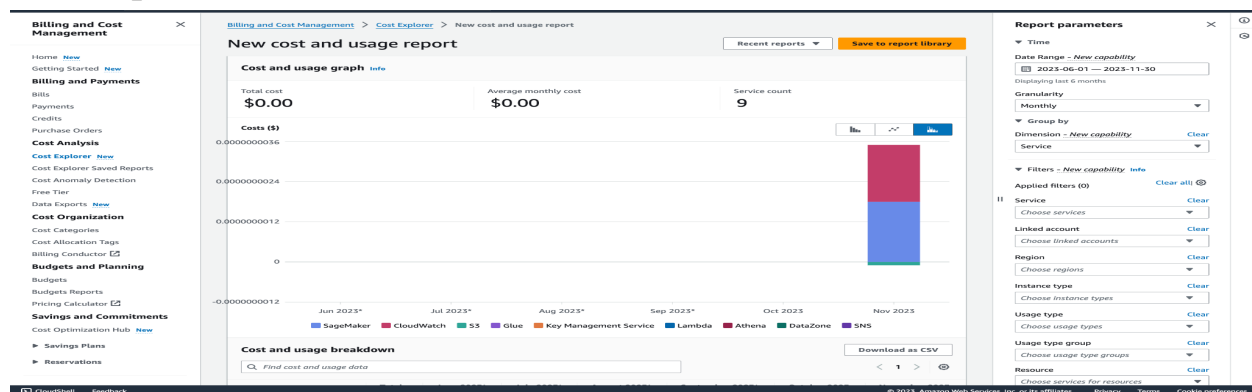 Billing and Cost Management
Home New
Getting Started New
Billing and Payments
Bills
Payments
Credits
Purchase Orders
Cost Analysis
Cost Explorer New
Cost Explorer Saved Reports
Cost Anomaly Detection
Free Tier
Data Exports New
Cost Organization
Cost Categories
Cost Allocation Tags
Billing Conductor
Budgets and Planning
Budgets
Budgets Reports
Pricing Calculator
Savings and Commitments
Cost Optimization Hub New
Savings Plans
Reservations
Billing and Cost Management > Cost Explorer > New cost and usage report
New cost and usage report
Recent reports
Save to report library
Cost and usage graph Info
Total cost
$0.00
Average monthly cost
$0.00
Service count
9
Costs ($)
0.0000000036
0.0000000024
0.0000000012
0
-0.0000000012
Jun 2023* Jul 2023* Aug 2023* Sep 2023* Oct 2023 Nov 2023
SageMaker CloudWatch S3 Glue Key Management Service Lambda Athena DataZone SNS
Cost and usage breakdown
Download as CSV
Find cost and usage data
< 1 >
Report parameters
Time
Date Range - New capability
2023-06-01 — 2023-11-30
Displaying last 6 months
Granularity
Monthly
Group by
Dimension - New capability Clear
Service
Filters - New capability Info
Applied filters (0) Clear all
Service Clear
Choose services
Linked account Clear
Choose linked accounts
Region Clear
Choose regions
Instance type Clear
Choose instance types
Usage type Clear
Choose usage types
Usage type group Clear
Choose usage type groups
Resource Clear
Choose services for resources
CloudShell Feedback
© 2023, Amazon Web Services, Inc. or its affiliates. Privacy Terms Cookie preferences